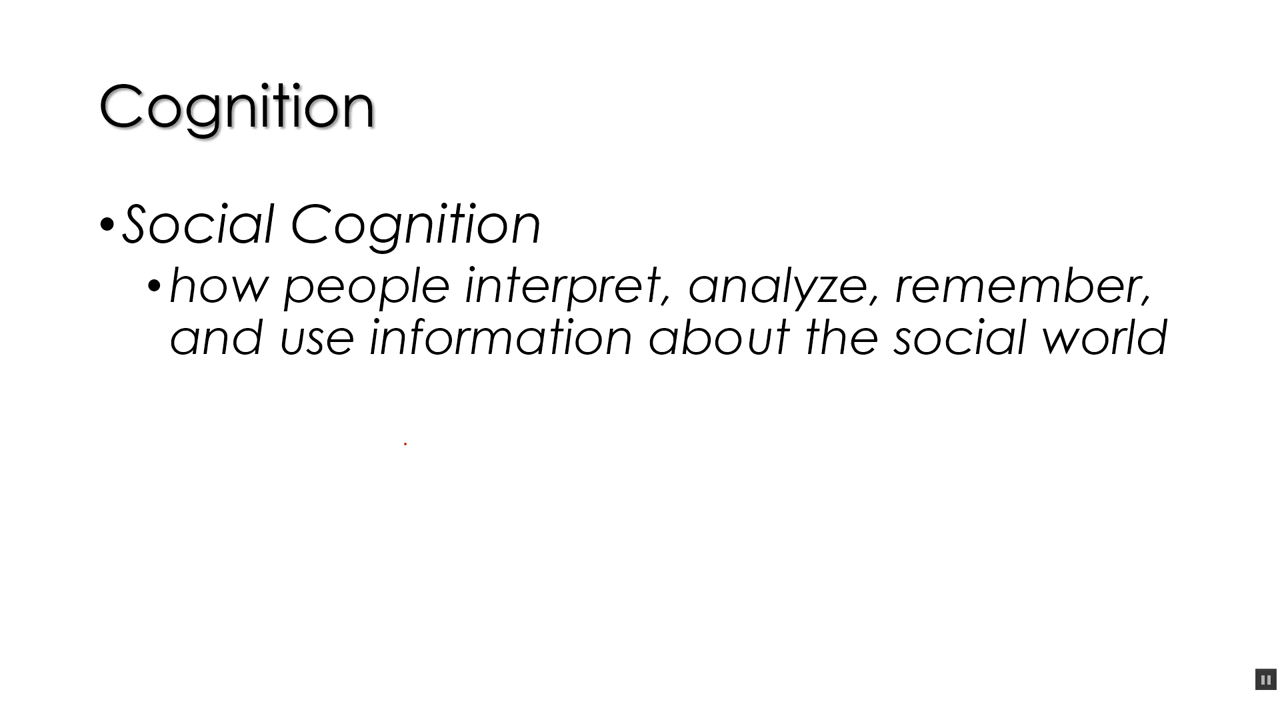 Cognition
•Social Cognition
•how people interpret, analyze, remember,
and use information about the social world